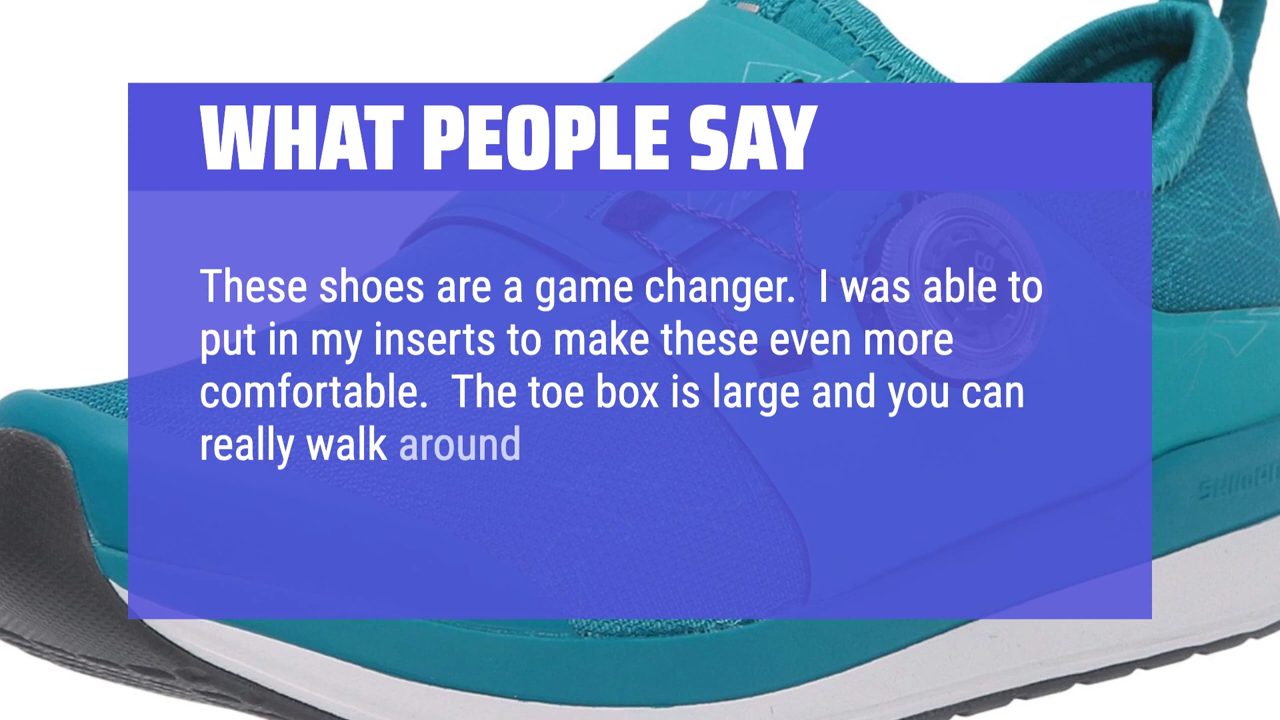 WHAT PEOPLE SAY
These shoes are a game changer.  I was able to
put in my inserts to make these even more
comfortable.  The toe box is large and you can
really walk around